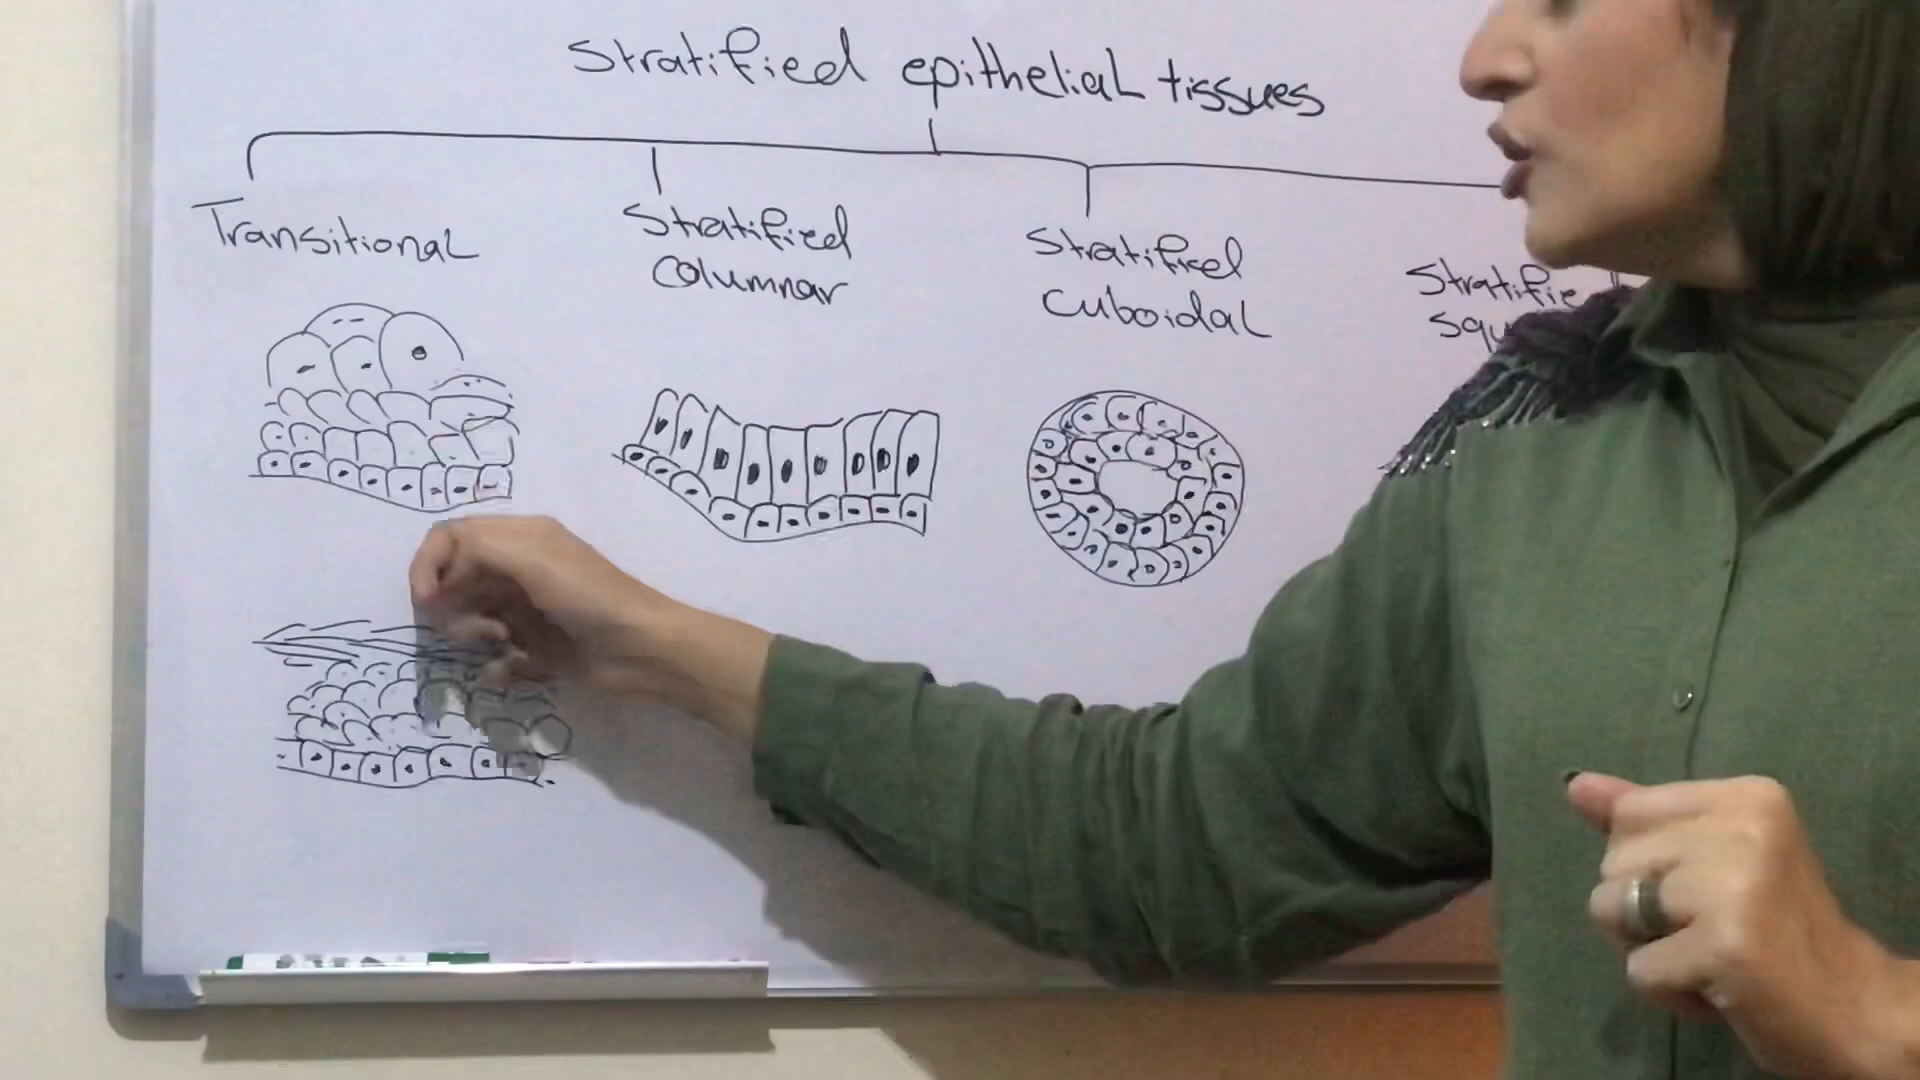 Stratified epithelial tissues
Transitional
Stratified
columnar
Stratified
cuboidal